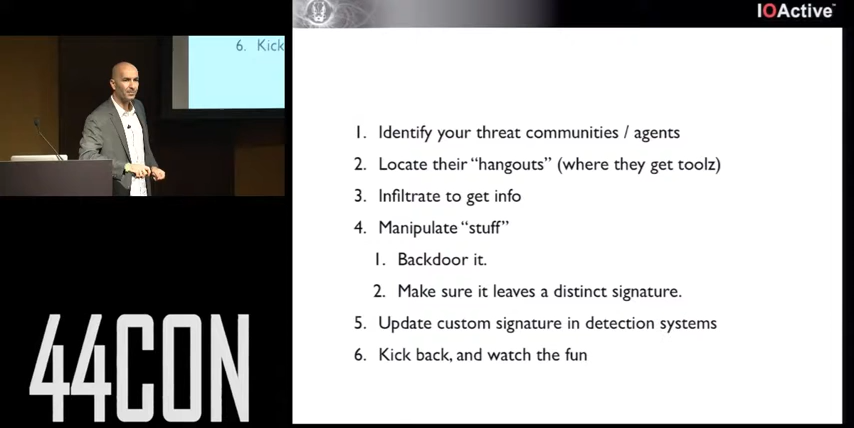 IOActive™
6. Kick
1. Identify your threat communities / agents
2. Locate their “hangouts” (where they get toolz)
3. Infiltrate to get info
4. Manipulate “stuff”
1. Backdoor it.
2. Make sure it leaves a distinct signature.
5. Update custom signature in detection systems
6. Kick back, and watch the fun
44CON